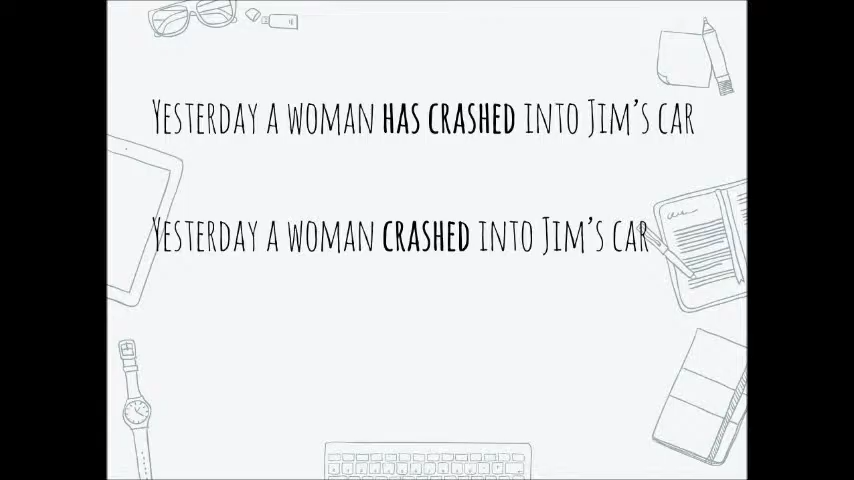 Yesterday a woman has crashed into Jim's car
Yesterday a woman crashed into Jim's car